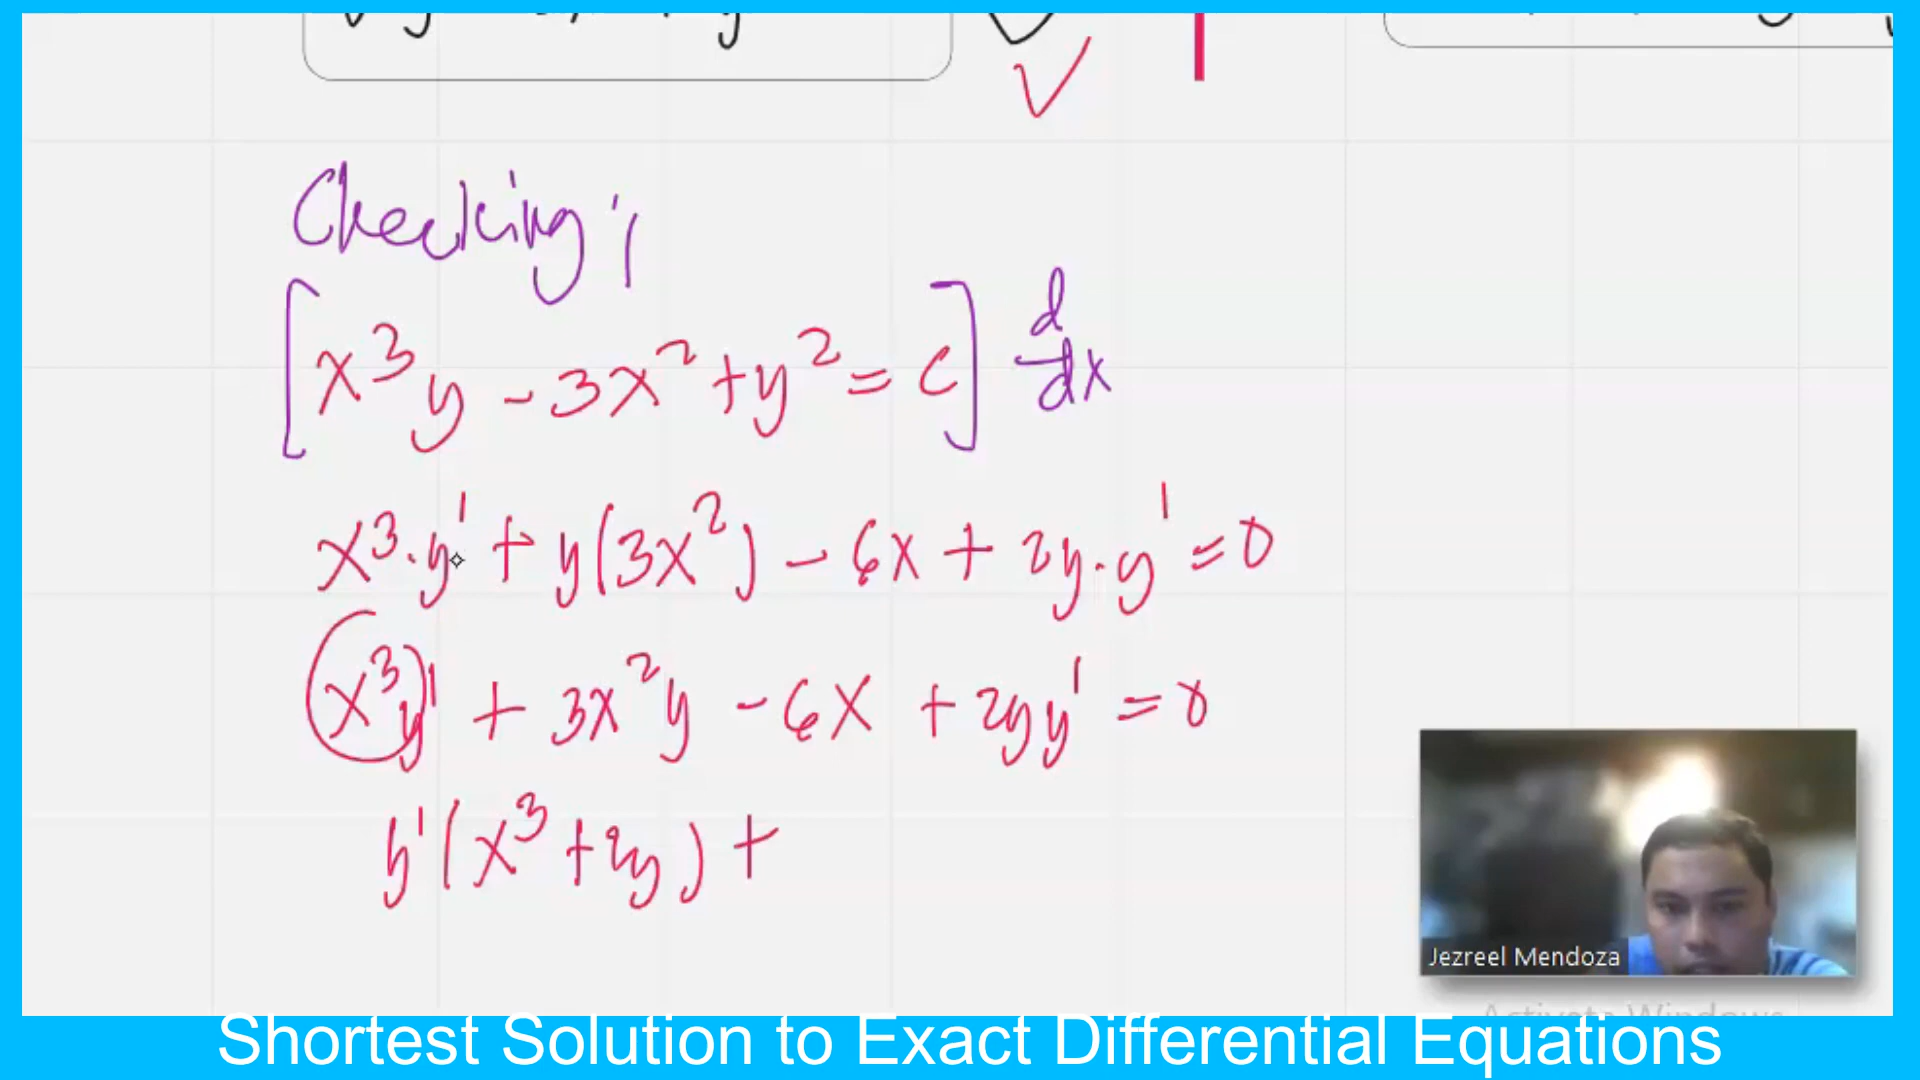 Checking;
[x³y - 3x² + y² = c] d/dx
x³·y' + y(3x²) - 6x + 2y·y' = 0
x³y' + 3x²y - 6x + 2yy' = 0
y'(x³ + 2y) +
Jezreel Mendoza
Shortest Solution to Exact Differential Equations